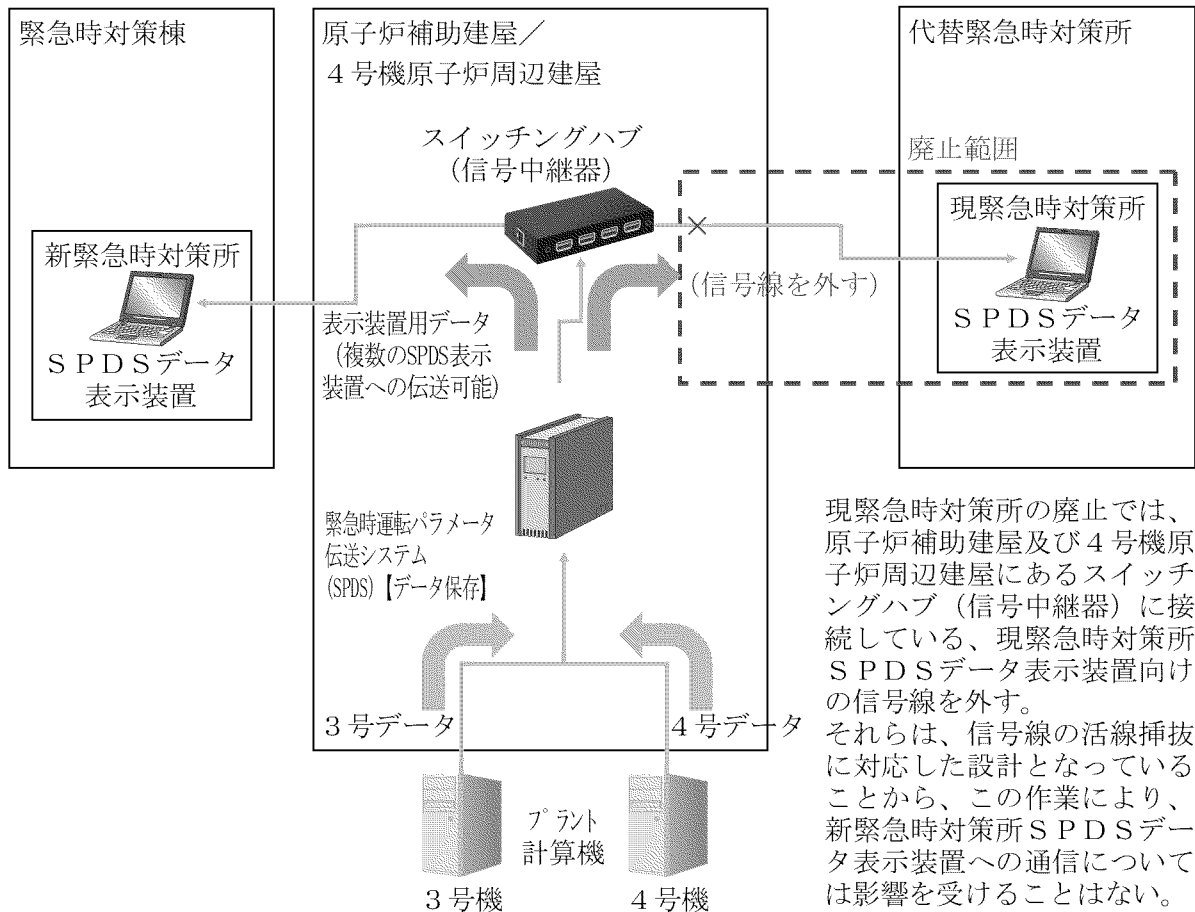 緊急時対策棟
原子炉補助建屋／
４号機原子炉周辺建屋
代替緊急時対策所
スイッチングハブ
（信号中継器）
廃止範囲
現緊急時対策所
新緊急時対策所
（信号線を外す）
ＳＰＤＳデータ
表示装置
ＳＰＤＳデータ
表示装置
表示装置用データ
（複数のSPDS表示
装置への伝送可能）
緊急時運転パラメータ
伝送システム
(SPDS)【データ保存】
３号データ
４号データ
プラント
計算機
３号機
４号機
現緊急時対策所の廃止では、
原子炉補助建屋及び４号機原
子炉周辺建屋にあるスイッチ
ングハブ（信号中継器）に接
続している、現緊急時対策所
ＳＰＤＳデータ表示装置向け
の信号線を外す。
それらは、信号線の活線挿抜
に対応した設計となっている
ことから、この作業により、
新緊急時対策所ＳＰＤＳデー
タ表示装置への通信について
は影響を受けることはない。